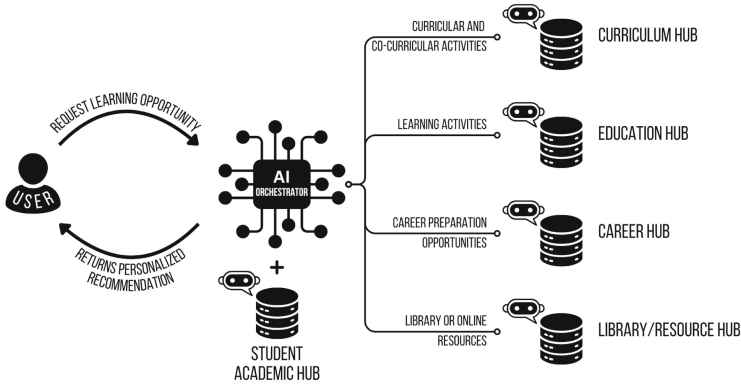 CURRICULAR AND
CO-CURRICULAR ACTIVITIES
CURRICULUM HUB
REQUEST LEARNING OPPORTUNITY
LEARNING ACTIVITIES
EDUCATION HUB
AI
ORCHESTRATOR
USER
CAREER PREPARATION
OPPORTUNITIES
CAREER HUB
RETURNS PERSONALIZED
RECOMMENDATION
+
LIBRARY OR ONLINE
RESOURCES
LIBRARY/RESOURCE HUB
STUDENT
ACADEMIC HUB